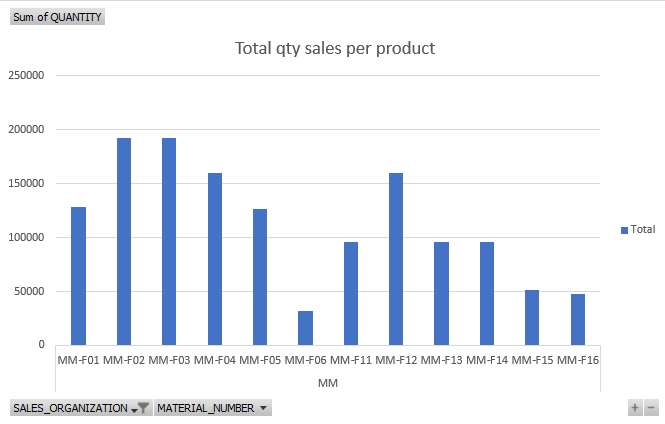 Sum of QUANTITY
Total qty sales per product
250000
200000
150000
100000
50000
0
Total
MM-F01 MM-F02 MM-F03 MM-F04 MM-F05 MM-F06 MM-F11 MM-F12 MM-F13 MM-F14 MM-F15 MM-F16
MM
SALES_ORGANIZATION MATERIAL_NUMBER + −